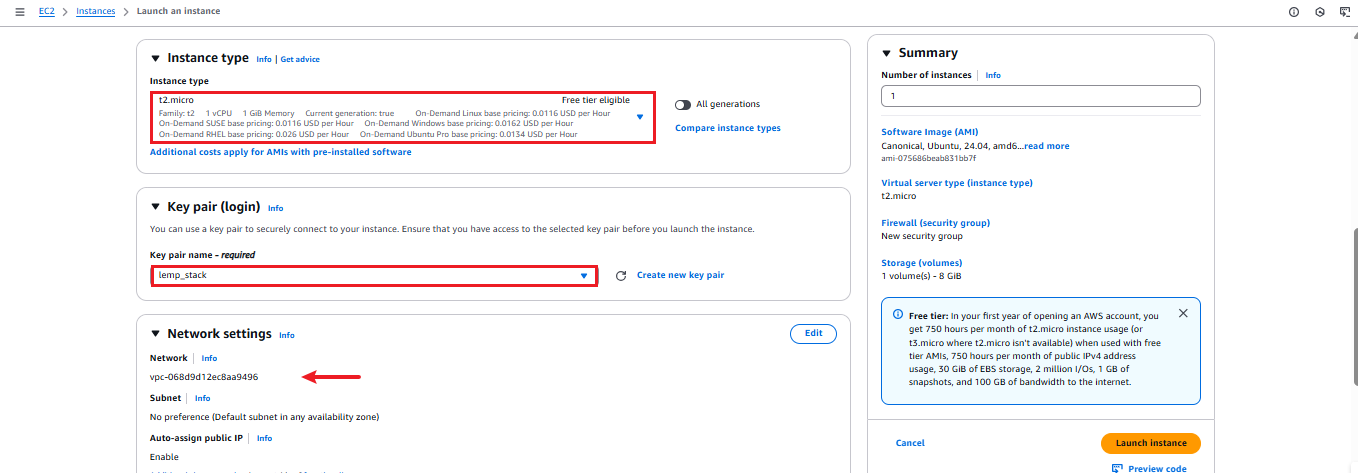 EC2 > Instances > Launch an instance
Instance type Info | Get advice
Instance type
t2.micro Free tier eligible
Family: t2 1 vCPU 1 GiB Memory Current generation: true On-Demand Linux base pricing: 0.0116 USD per Hour
On-Demand SUSE base pricing: 0.0116 USD per Hour On-Demand Windows base pricing: 0.0162 USD per Hour
On-Demand RHEL base pricing: 0.026 USD per Hour On-Demand Ubuntu Pro base pricing: 0.0134 USD per Hour
All generations
Compare instance types
Additional costs apply for AMIs with pre-installed software
Key pair (login) Info
You can use a key pair to securely connect to your instance. Ensure that you have access to the selected key pair before you launch the instance.
Key pair name - required
lemp_stack
Create new key pair
Network settings Info
Edit
Network Info
vpc-068d9d12ec8aa9496
Subnet Info
No preference (Default subnet in any availability zone)
Auto-assign public IP Info
Enable
Summary
Number of instances Info
1
Software Image (AMI)
Canonical, Ubuntu, 24.04, amd6...read more
ami-075686beab831bb7f
Virtual server type (instance type)
t2.micro
Firewall (security group)
New security group
Storage (volumes)
1 volume(s) - 8 GiB
Free tier: In your first year of opening an AWS account, you
get 750 hours per month of t2.micro instance usage (or
t3.micro where t2.micro isn't available) when used with free
tier AMIs, 750 hours per month of public IPv4 address
usage, 30 GiB of EBS storage, 2 million I/Os, 1 GB of
snapshots, and 100 GB of bandwidth to the internet.
Cancel
Launch instance
Preview code